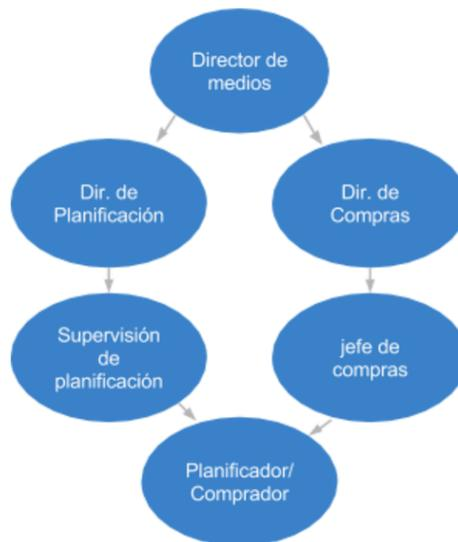 Director de
medios
Dir. de
Planificación
Dir. de
Compras
Supervisión
de
planificación
jefe de
compras
Planificador/
Comprador